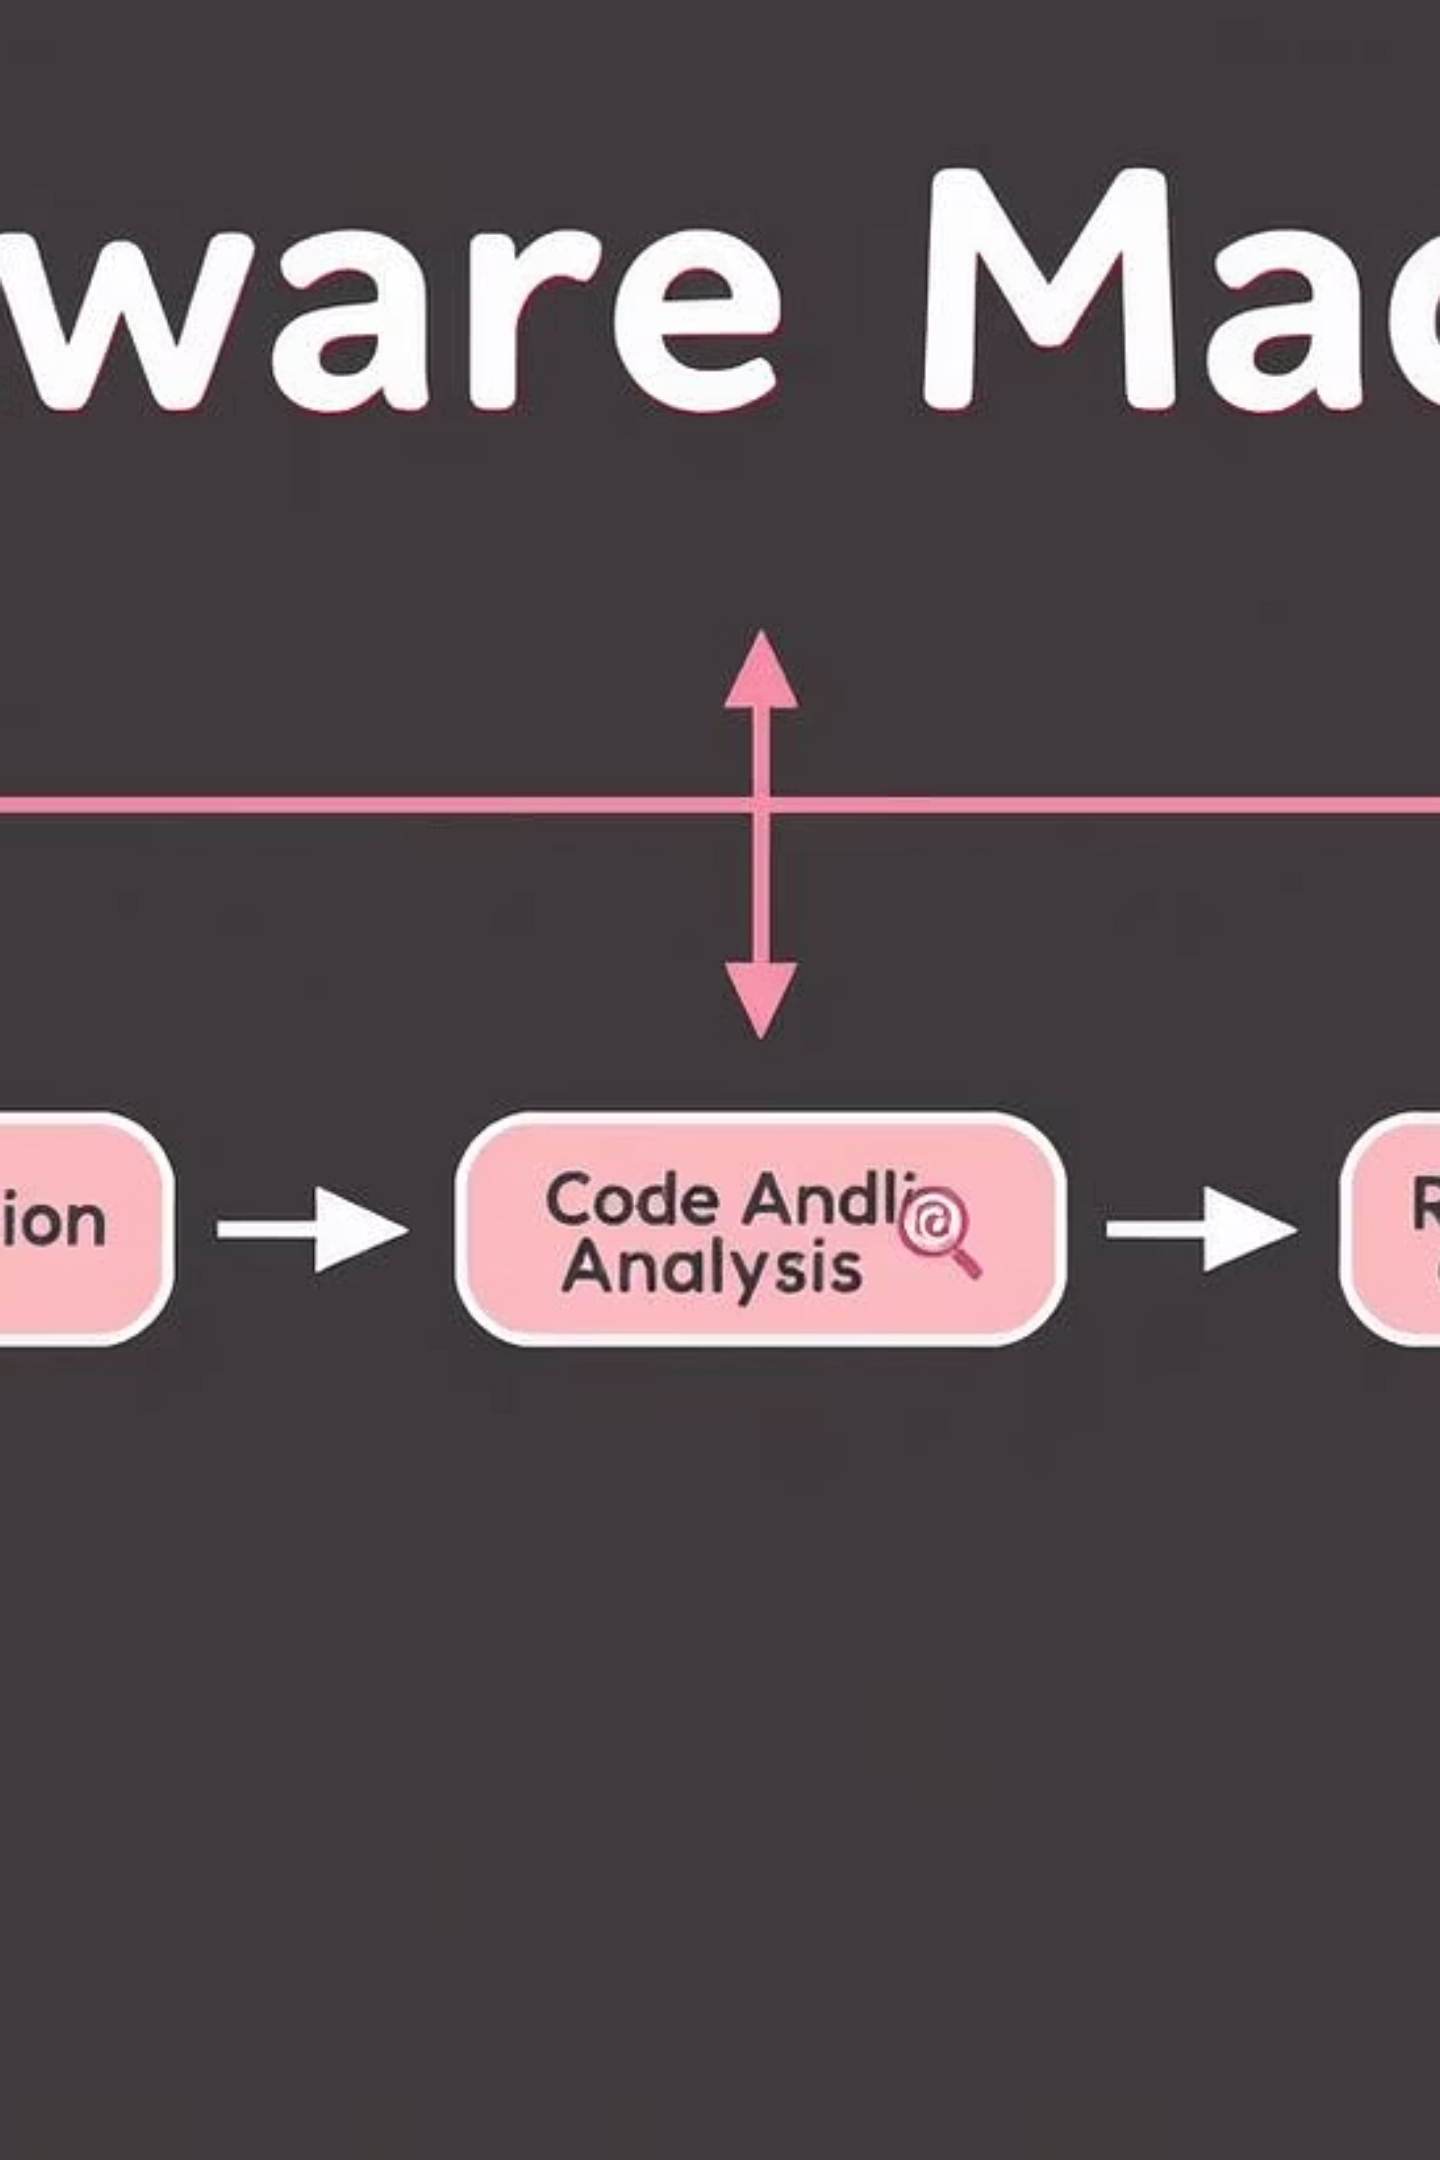 ware Mac
ion
Code Andli
Analysis
R